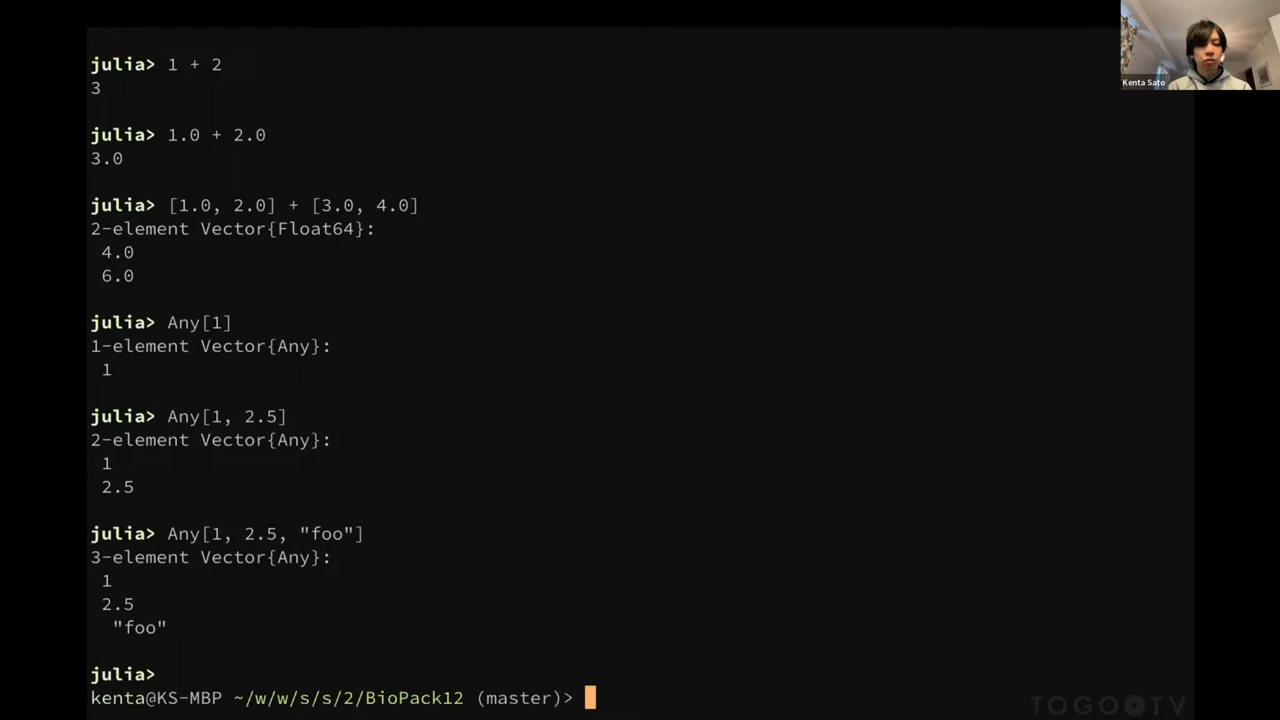 julia> 1 + 2
3
julia> 1.0 + 2.0
3.0
julia> [1.0, 2.0] + [3.0, 4.0]
2-element Vector{Float64}:
4.0
6.0
julia> Any[1]
1-element Vector{Any}:
1
julia> Any[1, 2.5]
2-element Vector{Any}:
1
2.5
julia> Any[1, 2.5, "foo"]
3-element Vector{Any}:
1
2.5
"foo"
julia>
kenta@KS-MBP ~/w/w/s/s/2/BioPack12 (master)>
Kenta Sato
TOGO TV